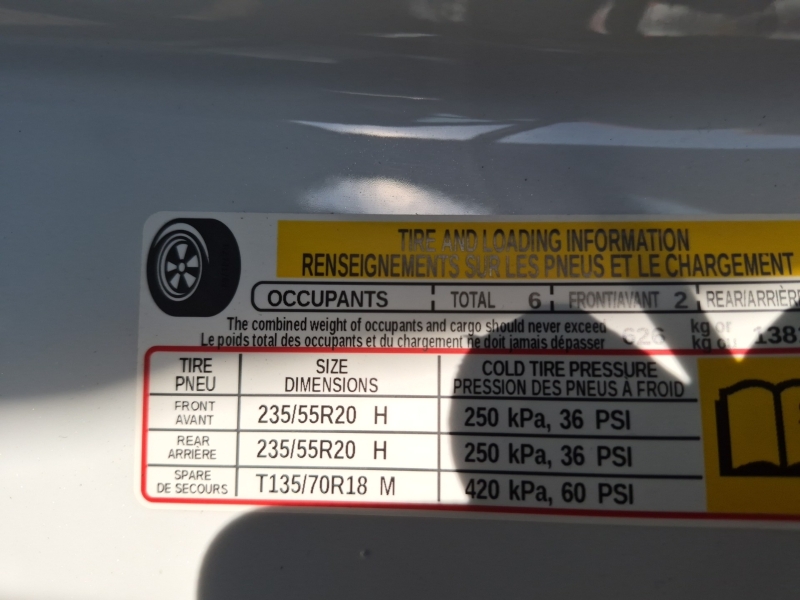 TIRE AND LOADING INFORMATION
RENSEIGNEMENTS SUR LES PNEUS ET LE CHARGEMENT
OCCUPANTS TOTAL 6 FRONT/AVANT 2 REAR/ARRIÈRE
The combined weight of occupants and cargo should never exceed 626 kg or
Le poids total des occupants et du chargement ne doit jamais dépasser kg ou
TIRE SIZE COLD TIRE PRESSURE
PNEU DIMENSIONS PRESSION DES PNEUS À FROID
FRONT
AVANT 235/55R20 H 250 kPa, 36 PSI
REAR
ARRIÈRE 235/55R20 H 250 kPa, 36 PSI
SPARE
DE SECOURS T135/70R18 M 420 kPa, 60 PSI